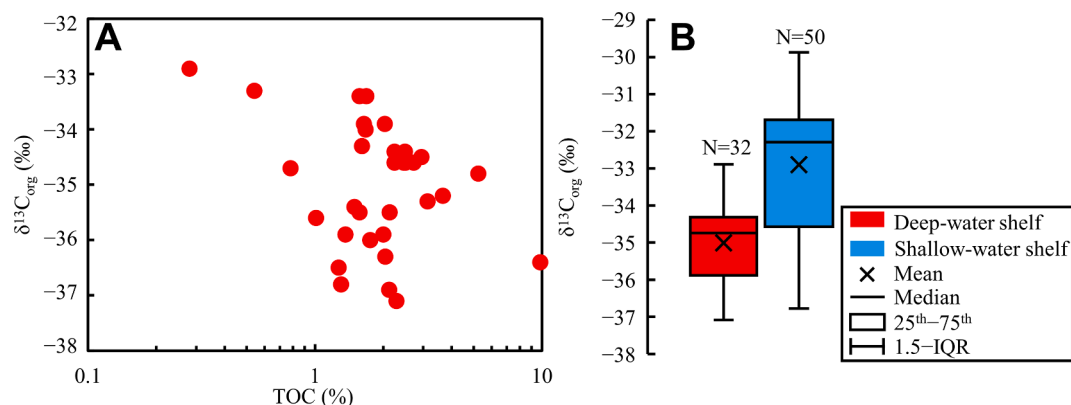 A
−32
−33
−34
−35
−36
−37
−38
δ¹³Corg (‰)
0.1
1
10
TOC (%)
B
−29
−30
−31
−32
−33
−34
−35
−36
−37
−38
δ¹³Corg (‰)
N=32
N=50
Deep-water shelf
Shallow-water shelf
Mean
Median
25th−75th
1.5−IQR